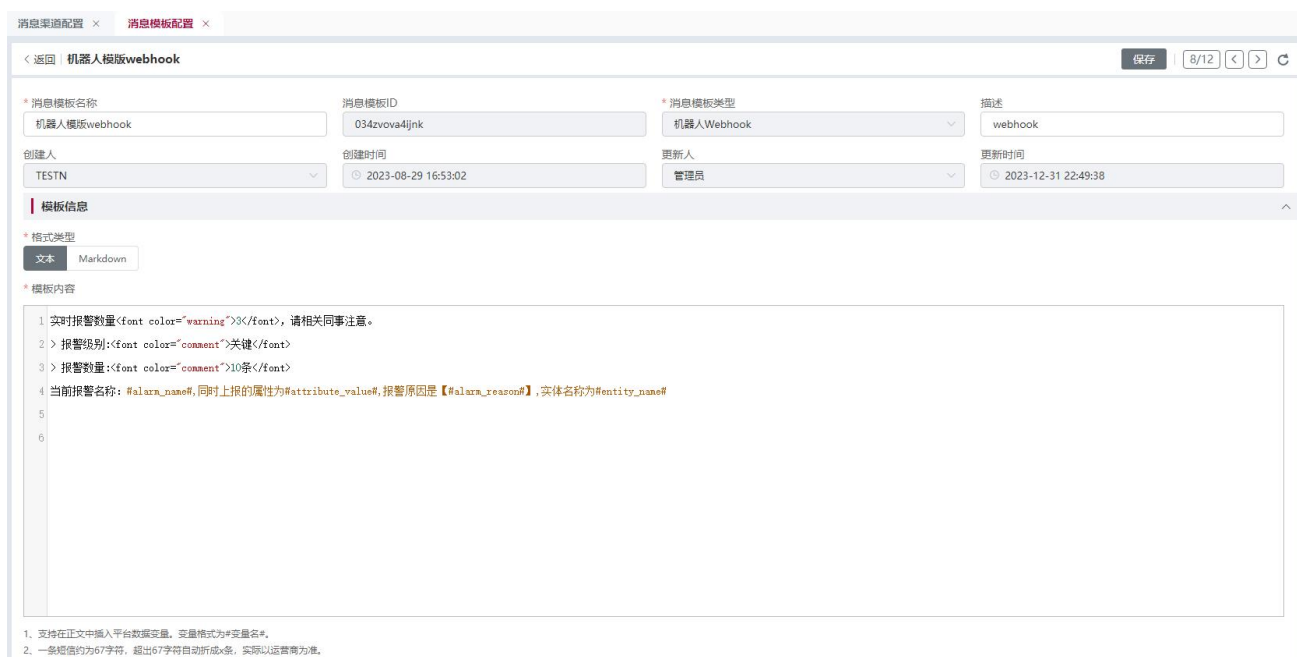 消息渠道配置 × 消息模板配置 ×
< 返回 | 机器人模版webhook 保存 | 8/12 < >
* 消息模板名称 消息模板ID * 消息模板类型 描述
机器人模版webhook 034zvova4ijnk 机器人Webhook webhook
创建人 创建时间 更新人 更新时间
TESTN 2023-08-29 16:53:02 管理员 2023-12-31 22:49:38
模板信息
* 格式类型
文本 Markdown
* 模板内容
1 实时报警数量<font color="warning">3</font>，请相关同事注意。
2 > 报警级别:<font color="comment">关键</font>
3 > 报警数量:<font color="comment">10条</font>
4 当前报警名称：#alarm_name#,同时上报的属性为#attribute_value#,报警原因是【#alarm_reason#】,实体名称为#entity_name#
5
6
1、支持在正文中插入平台数据变量。变量格式为#变量名#。
2、一条短信约为67字符，超出67字符自动折成x条，实际以运营商为准。